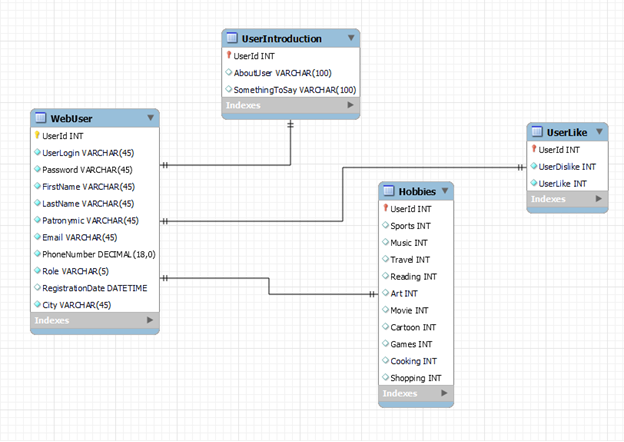 UserIntroduction
UserId INT
AboutUser VARCHAR(100)
SomethingToSay VARCHAR(100)
Indexes
WebUser
UserId INT
UserLogin VARCHAR(45)
Password VARCHAR(45)
FirstName VARCHAR(45)
LastName VARCHAR(45)
Patronymic VARCHAR(45)
Email VARCHAR(45)
PhoneNumber DECIMAL(18,0)
Role VARCHAR(5)
RegistrationDate DATETIME
City VARCHAR(45)
Indexes
UserLike
UserId INT
UserDislike INT
UserLike INT
Indexes
Hobbies
UserId INT
Sports INT
Music INT
Travel INT
Reading INT
Art INT
Movie INT
Cartoon INT
Games INT
Cooking INT
Shopping INT
Indexes